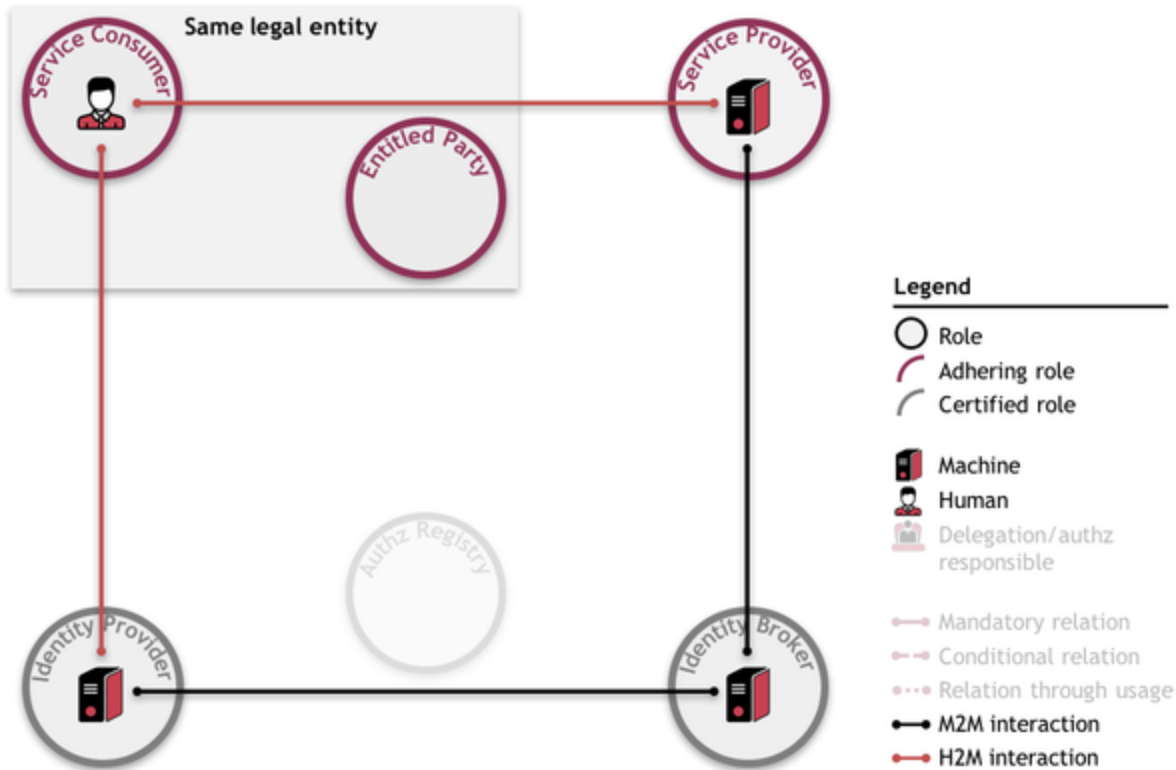 Same legal entity
Service Consumer
Service Provider
Entitled Party
Authz Registry
Identity Provider
Identity Broker
Legend
Role
Adhering role
Certified role
Machine
Human
Delegation/authz
responsible
Mandatory relation
Conditional relation
Relation through usage
M2M interaction
H2M interaction